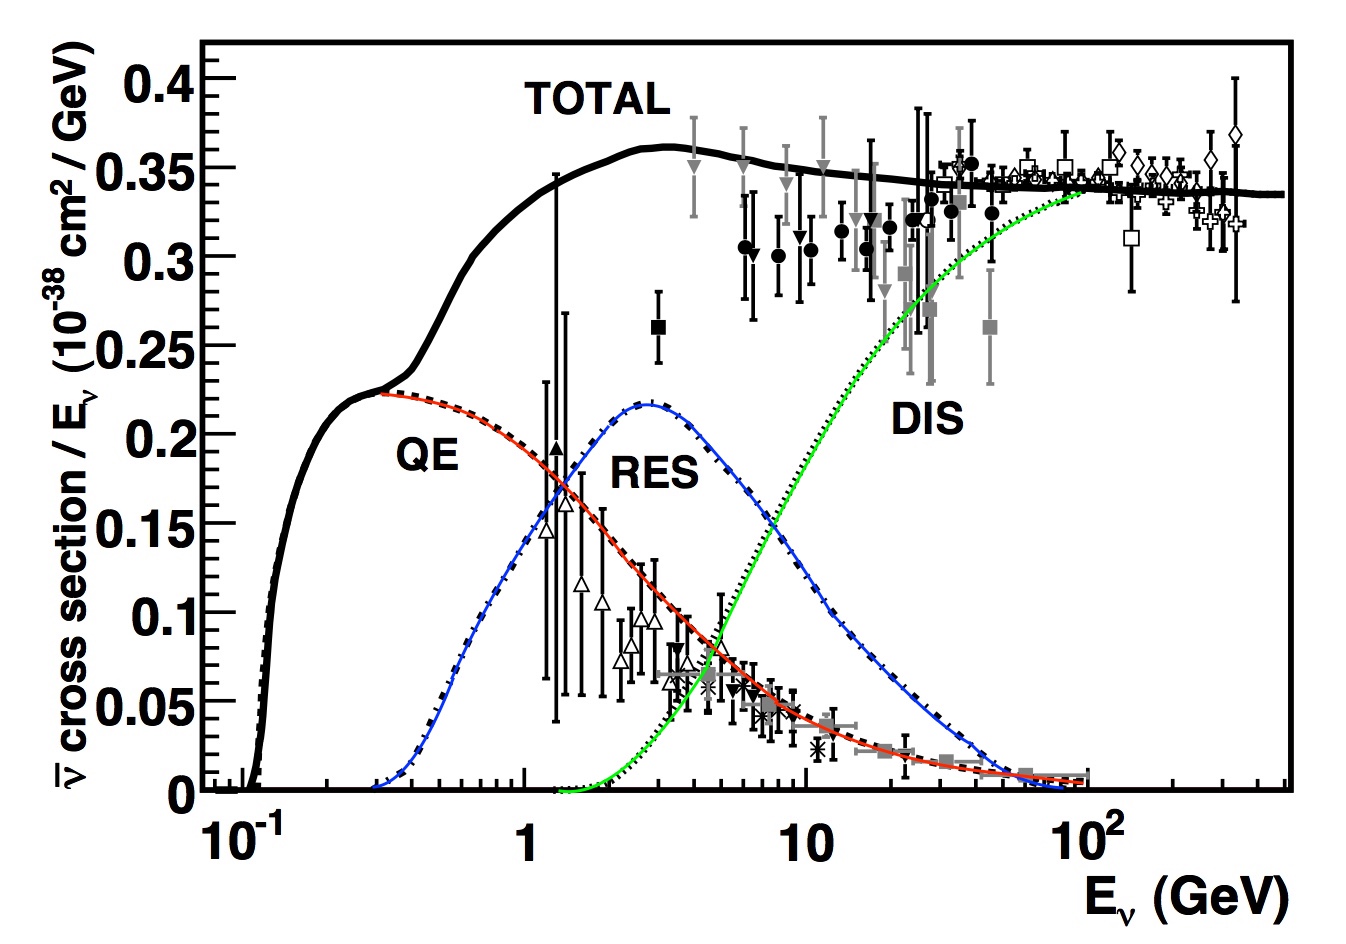 ν̅ cross section / Eν (10⁻³⁸ cm² / GeV)
0.4
0.35
0.3
0.25
0.2
0.15
0.1
0.05
0
TOTAL
QE
RES
DIS
10⁻¹
1
10
10²
Eν (GeV)